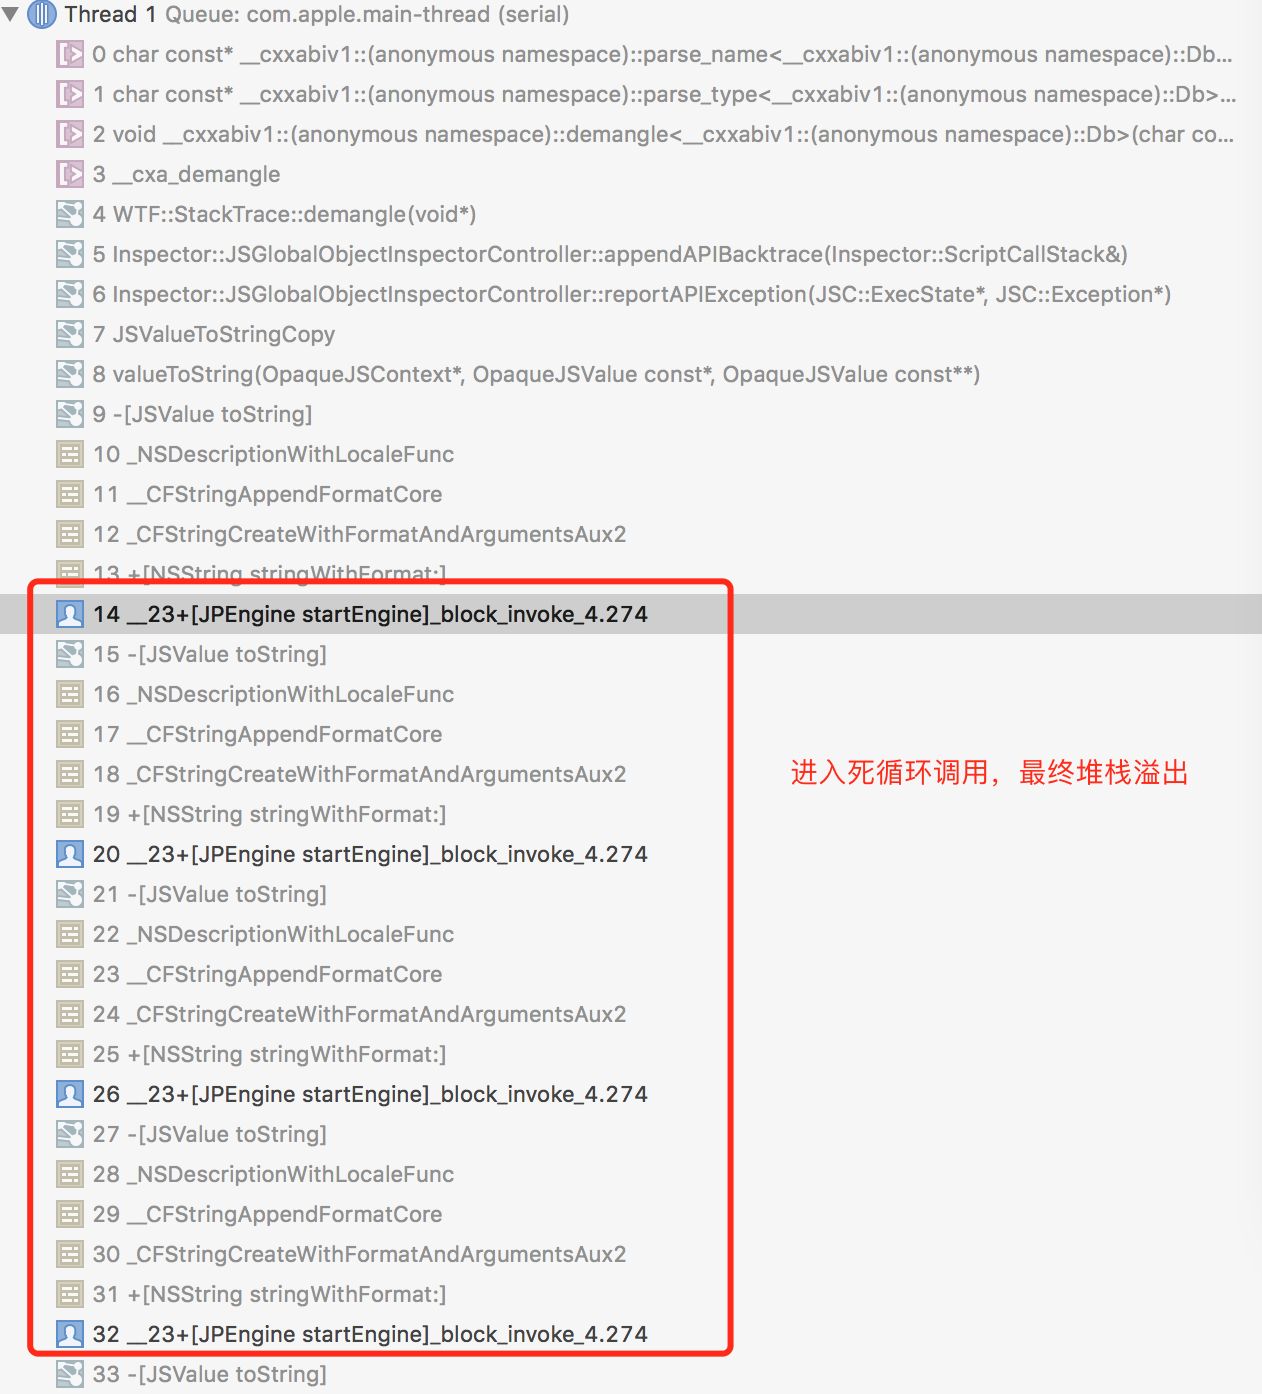 Thread 1 Queue: com.apple.main-thread (serial)
0 char const* __cxxabiv1::(anonymous namespace)::parse_name<__cxxabiv1::(anonymous namespace)::Db...
1 char const* __cxxabiv1::(anonymous namespace)::parse_type<__cxxabiv1::(anonymous namespace)::Db>...
2 void __cxxabiv1::(anonymous namespace)::demangle<__cxxabiv1::(anonymous namespace)::Db>(char co...
3 __cxa_demangle
4 WTF::StackTrace::demangle(void*)
5 Inspector::JSGlobalObjectInspectorController::appendAPIBacktrace(Inspector::ScriptCallStack&)
6 Inspector::JSGlobalObjectInspectorController::reportAPIException(JSC::ExecState*, JSC::Exception*)
7 JSValueToStringCopy
8 valueToString(OpaqueJSContext*, OpaqueJSValue const*, OpaqueJSValue const**)
9 -[JSValue toString]
10 _NSDescriptionWithLocaleFunc
11 __CFStringAppendFormatCore
12 _CFStringCreateWithFormatAndArgumentsAux2
13 +[NSString stringWithFormat:]
14 __23+[JPEngine startEngine]_block_invoke_4.274
15 -[JSValue toString]
16 _NSDescriptionWithLocaleFunc
17 __CFStringAppendFormatCore
进入死循环调用，最终堆栈溢出
18 _CFStringCreateWithFormatAndArgumentsAux2
19 +[NSString stringWithFormat:]
20 __23+[JPEngine startEngine]_block_invoke_4.274
21 -[JSValue toString]
22 _NSDescriptionWithLocaleFunc
23 __CFStringAppendFormatCore
24 _CFStringCreateWithFormatAndArgumentsAux2
25 +[NSString stringWithFormat:]
26 __23+[JPEngine startEngine]_block_invoke_4.274
27 -[JSValue toString]
28 _NSDescriptionWithLocaleFunc
29 __CFStringAppendFormatCore
30 _CFStringCreateWithFormatAndArgumentsAux2
31 +[NSString stringWithFormat:]
32 __23+[JPEngine startEngine]_block_invoke_4.274
33 -[JSValue toString]